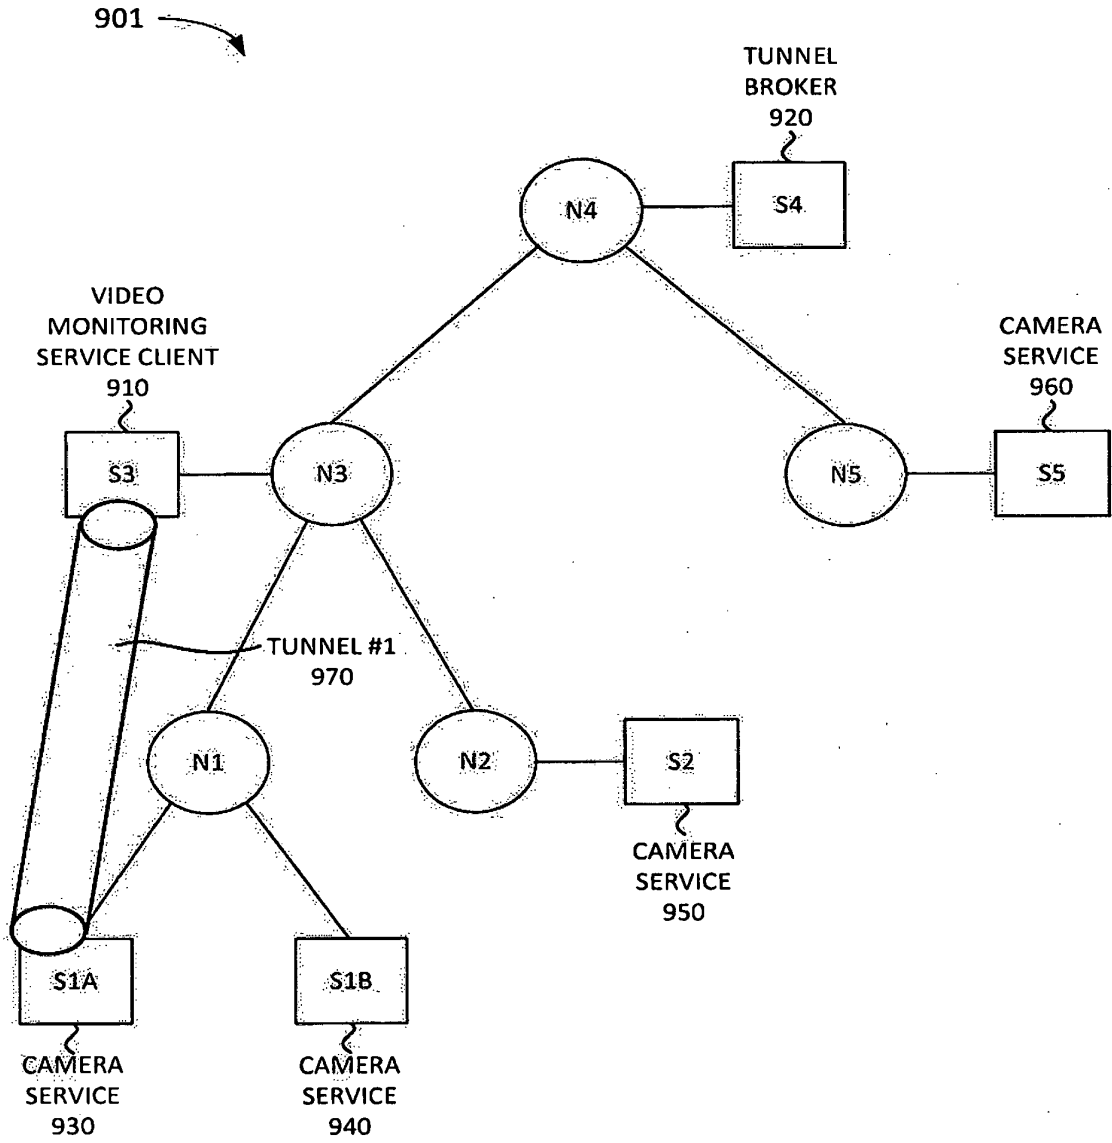 901
TUNNEL
BROKER
920
N4
S4
VIDEO
MONITORING
SERVICE CLIENT
910
CAMERA
SERVICE
960
S3
N3
N5
S5
TUNNEL #1
970
N1
N2
S2
CAMERA
SERVICE
950
S1A
S1B
CAMERA
SERVICE
930
CAMERA
SERVICE
940